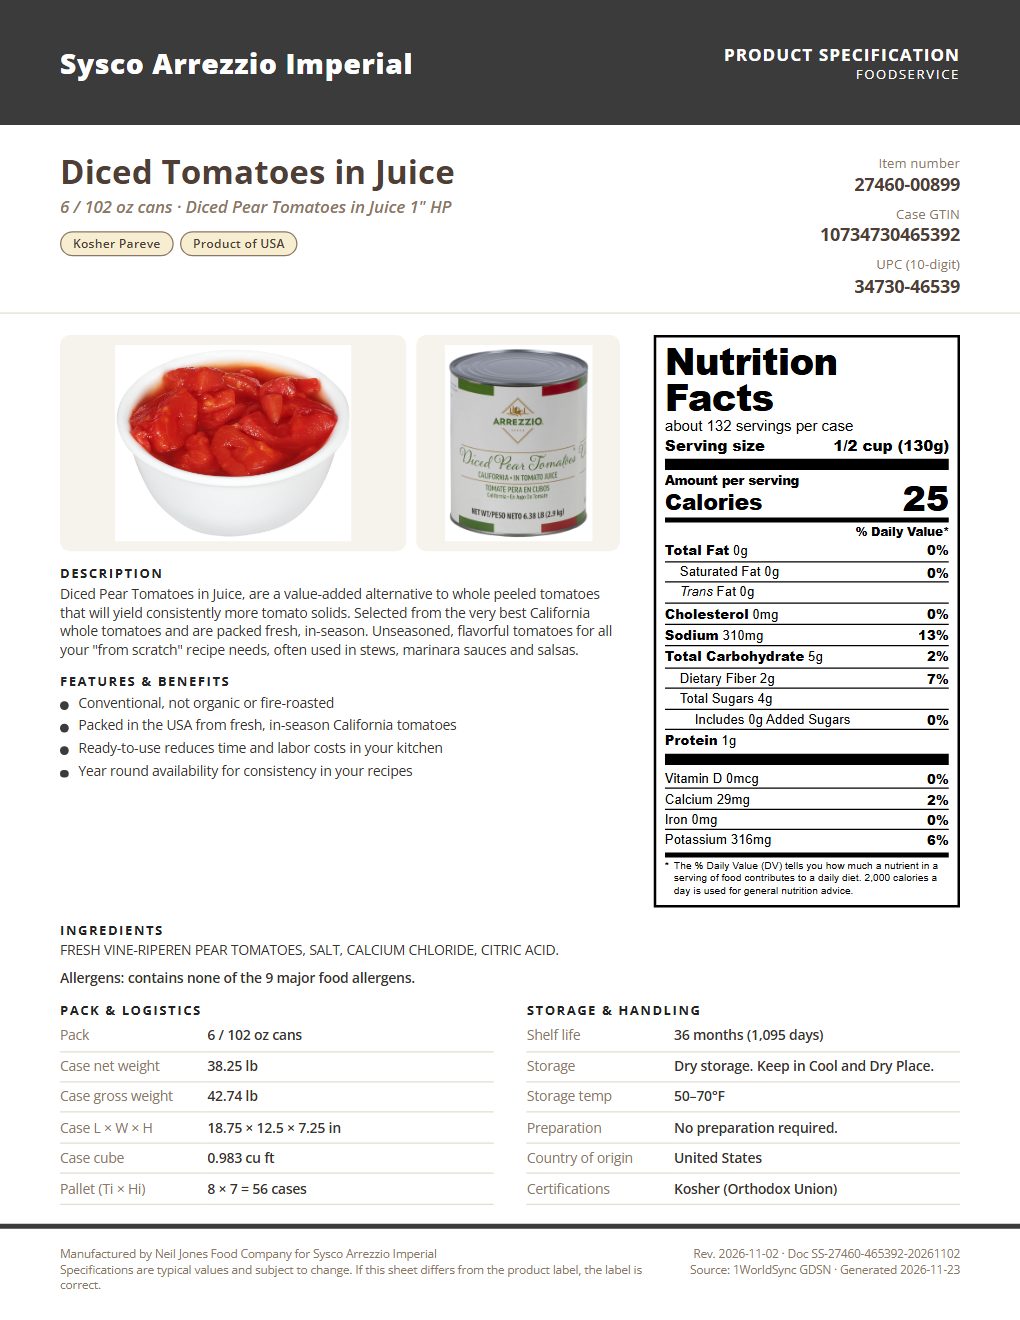 Sysco Arrezzio Imperial
PRODUCT SPECIFICATION
FOODSERVICE
Diced Tomatoes in Juice
6 / 102 oz cans · Diced Pear Tomatoes in Juice 1" HP
Kosher Pareve
Product of USA
Item number
27460-00899
Case GTIN
10734730465392
UPC (10-digit)
34730-46539
ARREZZIO
Diced Pear Tomatoes
CALIFORNIA • IN TOMATO JUICE
TOMATE PERA EN CUBOS
California • En Jugo De Tomate
NET WT/PESO NETO 6.38 LB (2.9 kg)
DESCRIPTION
Diced Pear Tomatoes in Juice, are a value-added alternative to whole peeled tomatoes
that will yield consistently more tomato solids. Selected from the very best California
whole tomatoes and are packed fresh, in-season. Unseasoned, flavorful tomatoes for all
your "from scratch" recipe needs, often used in stews, marinara sauces and salsas.
FEATURES & BENEFITS
Conventional, not organic or fire-roasted
Packed in the USA from fresh, in-season California tomatoes
Ready-to-use reduces time and labor costs in your kitchen
Year round availability for consistency in your recipes
Nutrition
Facts
about 132 servings per case
Serving size 1/2 cup (130g)
Amount per serving
Calories 25
% Daily Value*
Total Fat 0g 0%
Saturated Fat 0g 0%
Trans Fat 0g
Cholesterol 0mg 0%
Sodium 310mg 13%
Total Carbohydrate 5g 2%
Dietary Fiber 2g 7%
Total Sugars 4g
Includes 0g Added Sugars 0%
Protein 1g
Vitamin D 0mcg 0%
Calcium 29mg 2%
Iron 0mg 0%
Potassium 316mg 6%
* The % Daily Value (DV) tells you how much a nutrient in a
serving of food contributes to a daily diet. 2,000 calories a
day is used for general nutrition advice.
INGREDIENTS
FRESH VINE-RIPEREN PEAR TOMATOES, SALT, CALCIUM CHLORIDE, CITRIC ACID.
Allergens: contains none of the 9 major food allergens.
PACK & LOGISTICS
Pack 6 / 102 oz cans
Case net weight 38.25 lb
Case gross weight 42.74 lb
Case L × W × H 18.75 × 12.5 × 7.25 in
Case cube 0.983 cu ft
Pallet (Ti × Hi) 8 × 7 = 56 cases
STORAGE & HANDLING
Shelf life 36 months (1,095 days)
Storage Dry storage. Keep in Cool and Dry Place.
Storage temp 50–70°F
Preparation No preparation required.
Country of origin United States
Certifications Kosher (Orthodox Union)
Manufactured by Neil Jones Food Company for Sysco Arrezzio Imperial
Specifications are typical values and subject to change. If this sheet differs from the product label, the label is
correct.
Rev. 2026-11-02 · Doc SS-27460-465392-20261102
Source: 1WorldSync GDSN · Generated 2026-11-23